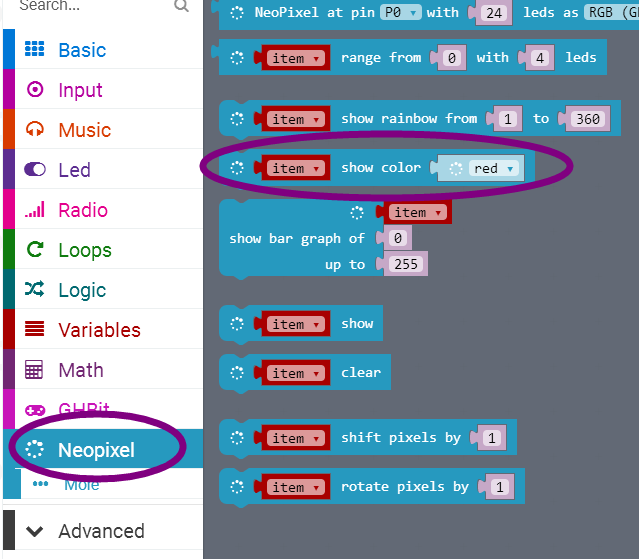 Search...
Basic
Input
Music
Led
Radio
Loops
Logic
Variables
Math
GHBit
Neopixel
More
Advanced
NeoPixel at pin P0 with 24 leds as RGB (G
item range from 0 with 4 leds
item show rainbow from 1 to 360
item show color red
item
show bar graph of 0
up to 255
item show
item clear
item shift pixels by 1
item rotate pixels by 1